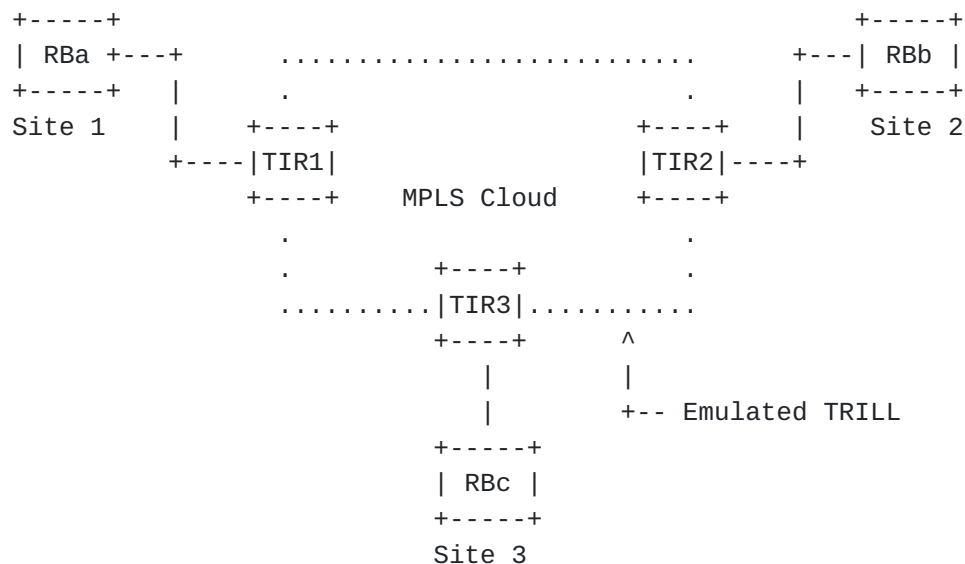 +-----+                                                +-----+
| RBa +---+      ............................       +---| RBb |
+-----+   |      .                          .       |   +-----+
Site 1    |    +----+                   +----+    |    Site 2
          +----|TIR1|                   |TIR2|----+
               +----+    MPLS Cloud     +----+
                 .                         .
                 .         +----+          .
                 ..........|TIR3|...........
                           +----+      ^
                              |        |
                              |        +-- Emulated TRILL
                           +-----+
                           | RBc |
                           +-----+
                           Site 3